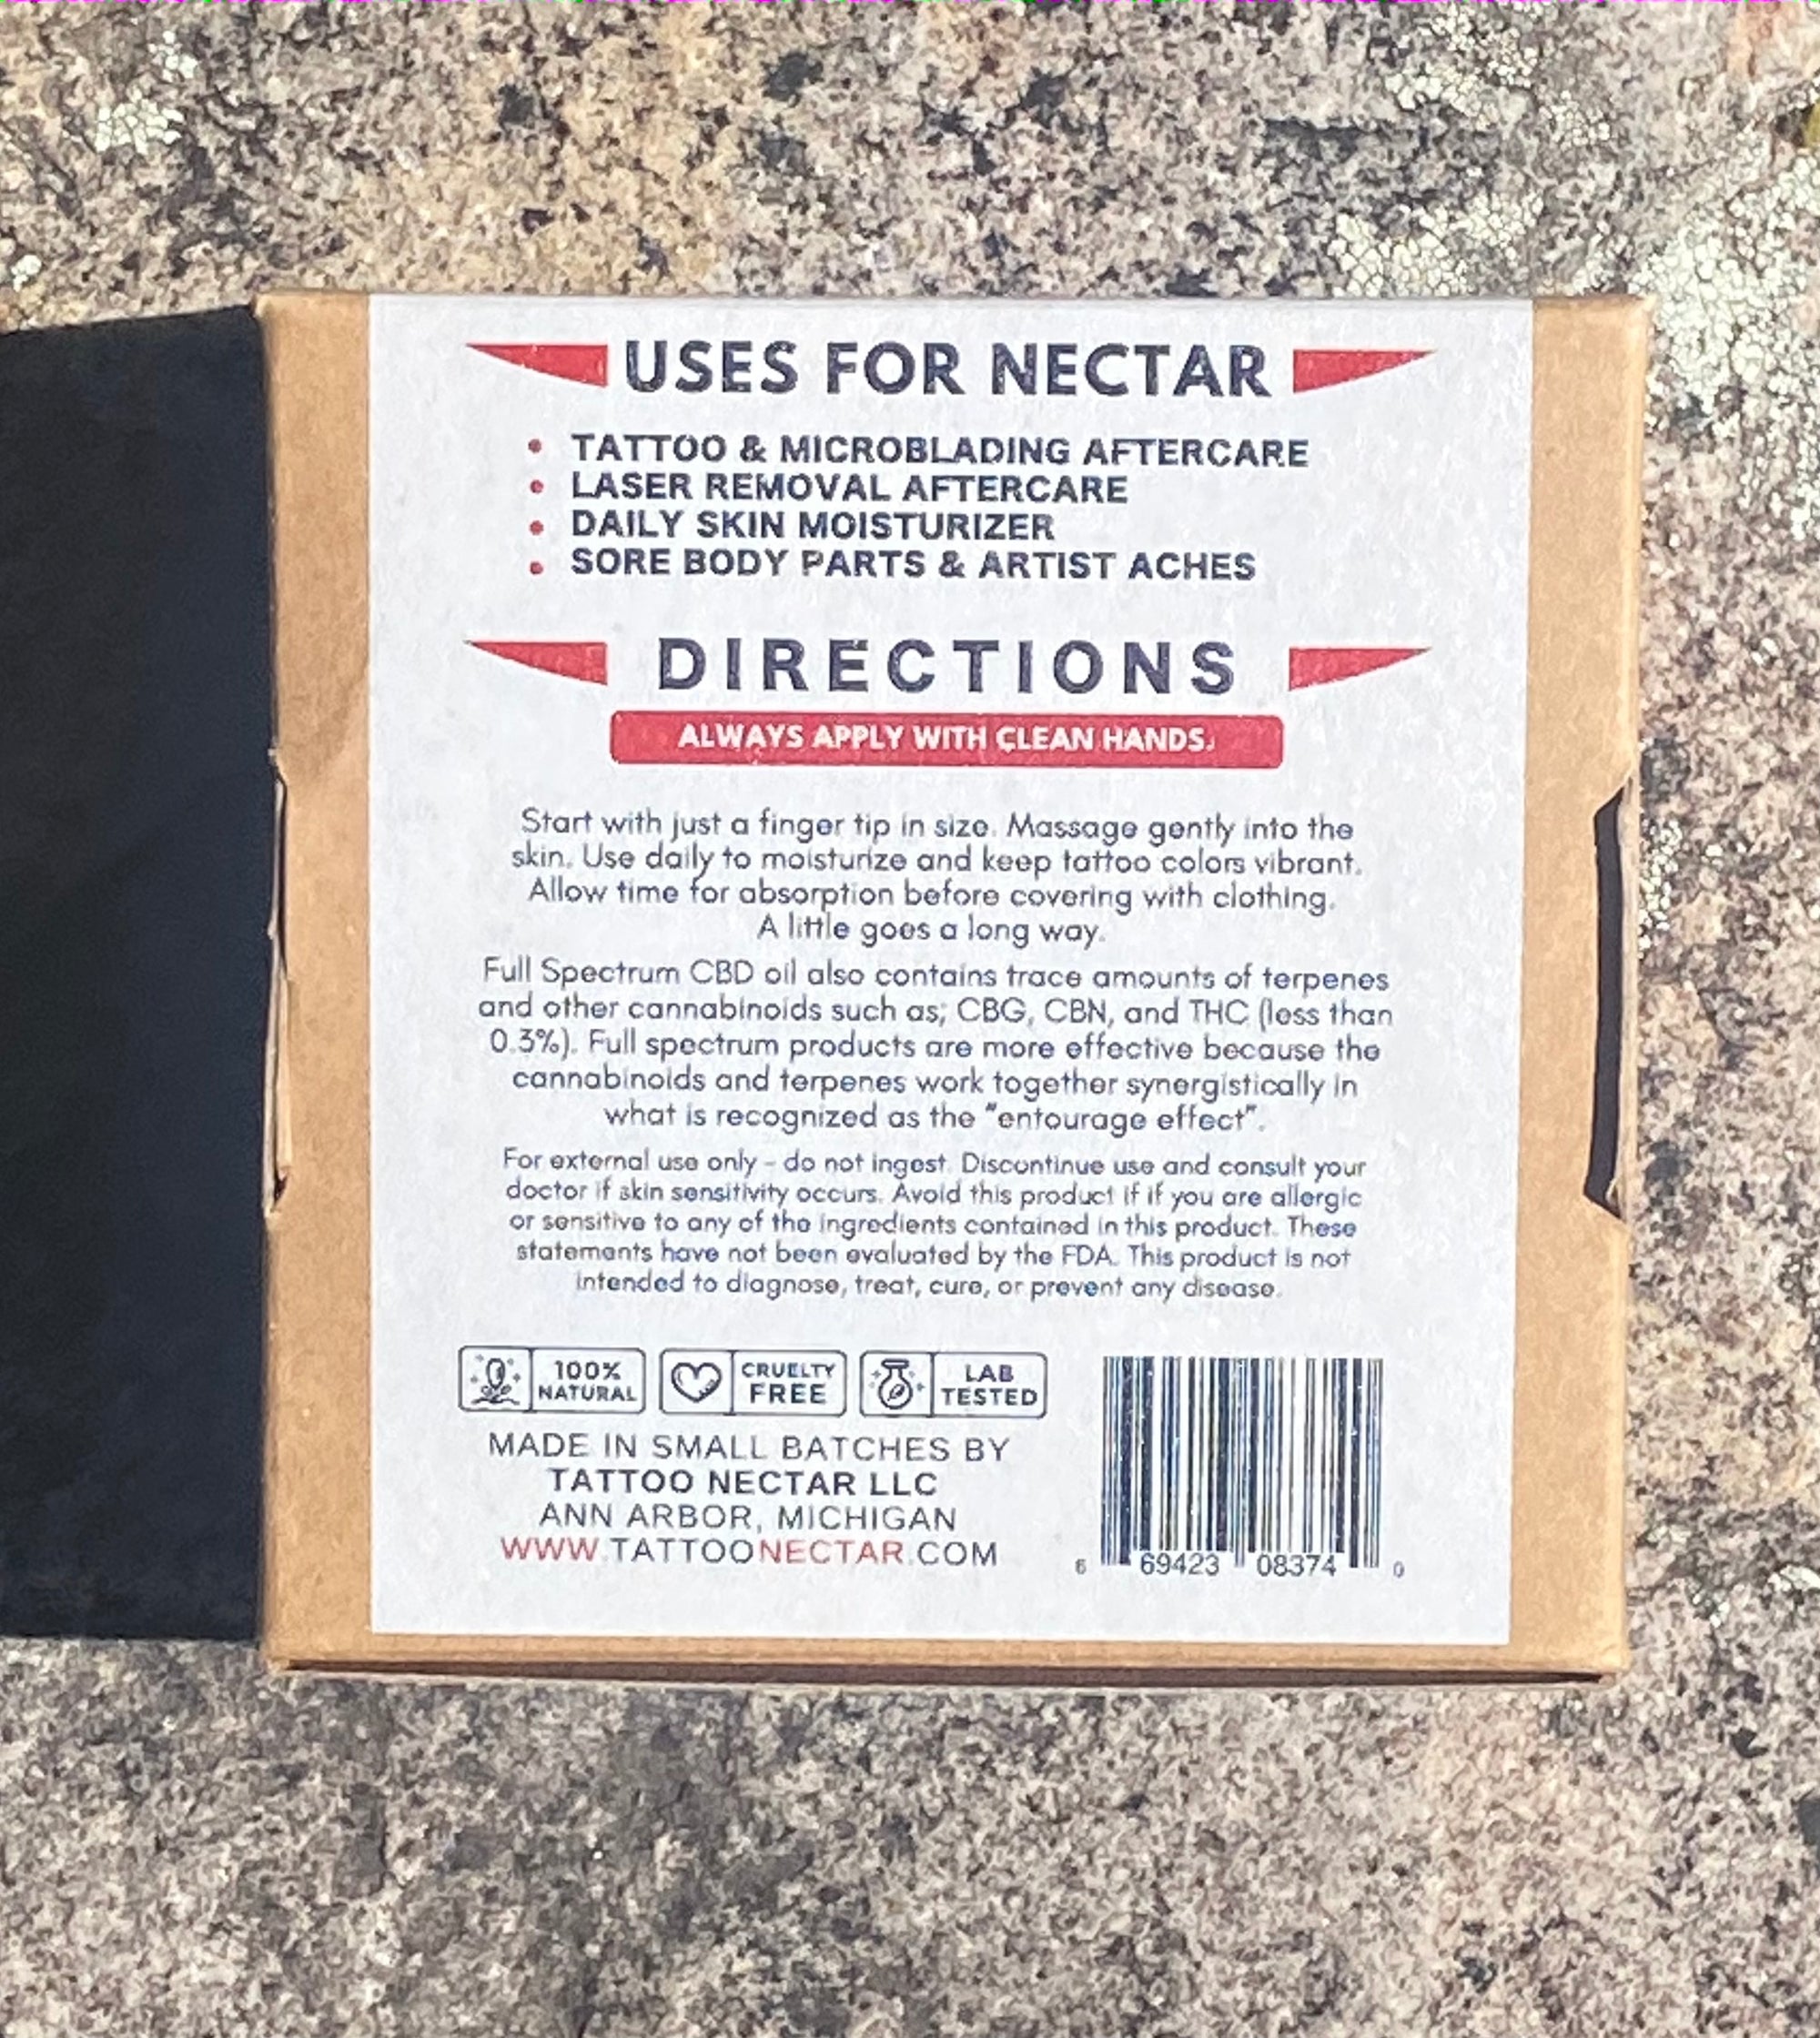 USES FOR NECTAR
• TATTOO & MICROBLADING AFTERCARE
• LASER REMOVAL AFTERCARE
• DAILY SKIN MOISTURIZER
• SORE BODY PARTS & ARTIST ACHES
DIRECTIONS
ALWAYS APPLY WITH CLEAN HANDS.
Start with just a finger tip in size. Massage gently into the
skin. Use daily to moisturize and keep tattoo colors vibrant.
Allow time for absorption before covering with clothing.
A little goes a long way.
Full Spectrum CBD oil also contains trace amounts of terpenes
and other cannabinoids such as; CBG, CBN, and THC (less than
0.3%). Full spectrum products are more effective because the
cannabinoids and terpenes work together synergistically in
what is recognized as the "entourage effect".
For external use only - do not ingest. Discontinue use and consult your
doctor if skin sensitivity occurs. Avoid this product if if you are allergic
or sensitive to any of the ingredients contained in this product. These
statements have not been evaluated by the FDA. This product is not
intended to diagnose, treat, cure, or prevent any disease.
100%
NATURAL
CRUELTY
FREE
LAB
TESTED
MADE IN SMALL BATCHES BY
TATTOO NECTAR LLC
ANN ARBOR, MICHIGAN
WWW.TATTOONECTAR.COM
6 69423 08374 0